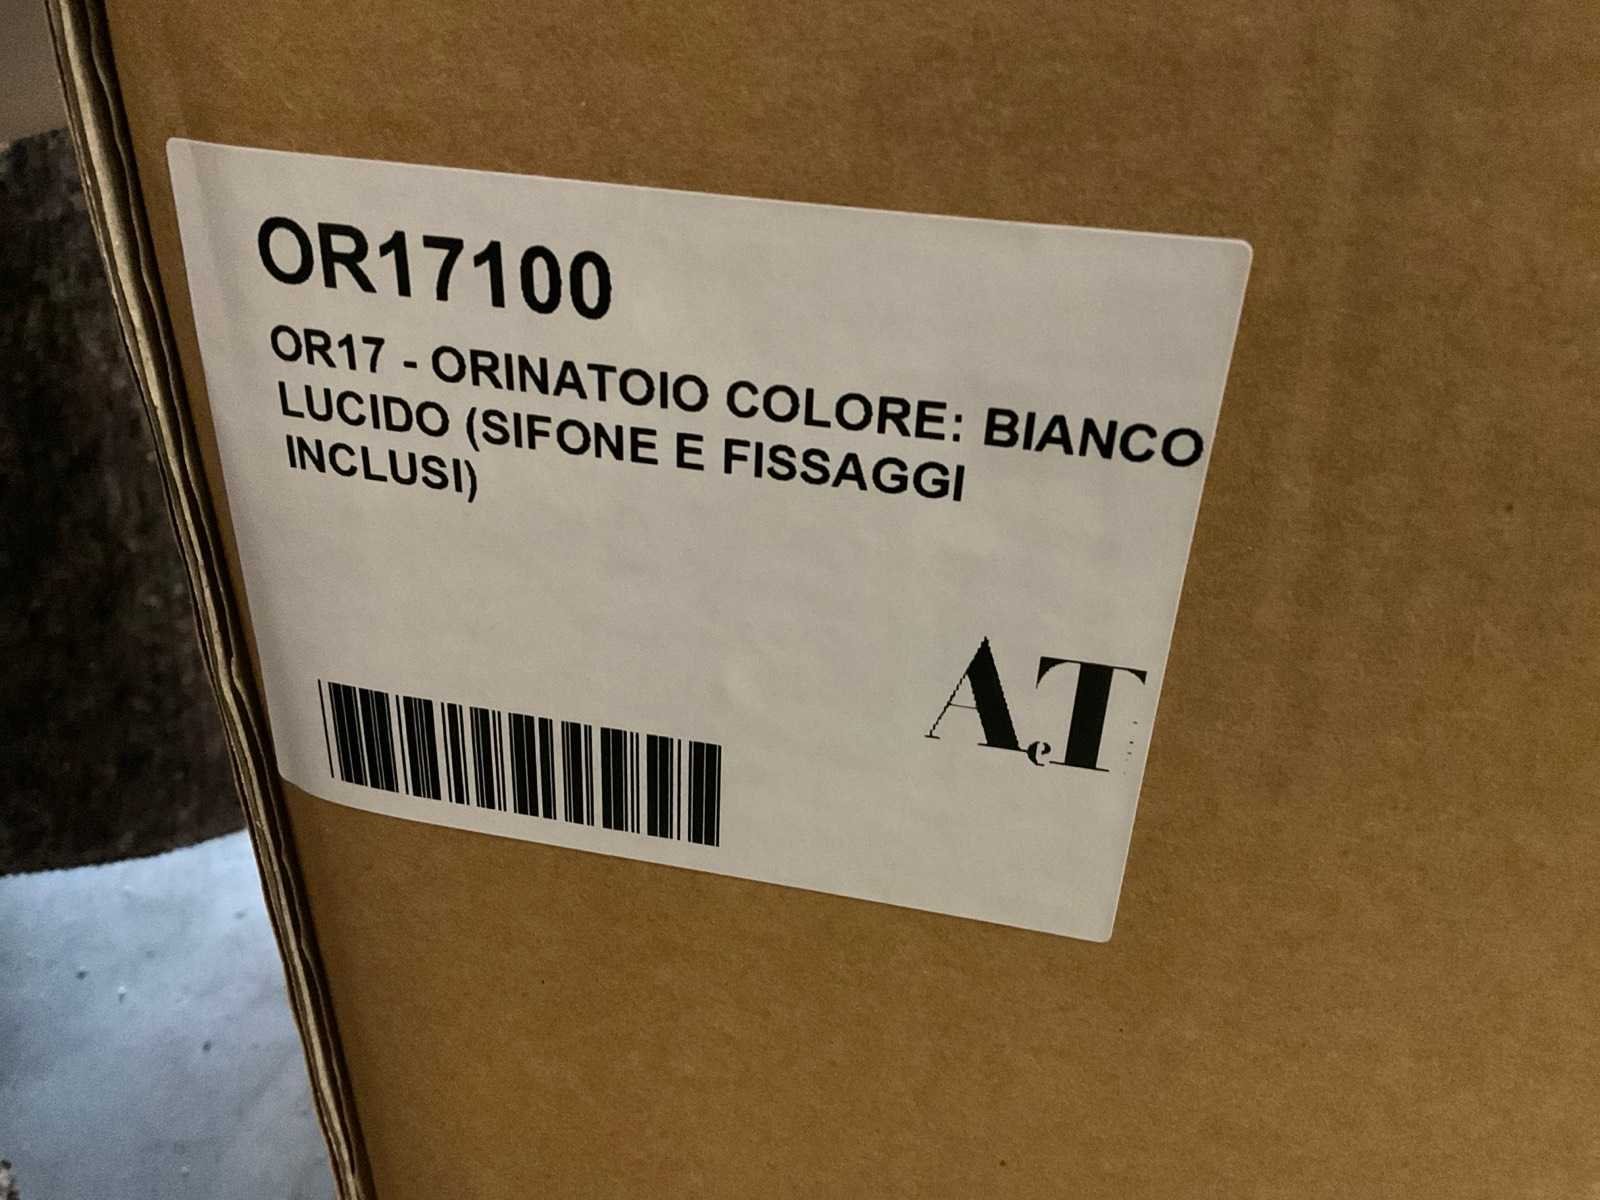 OR17100
OR17 - ORINATOIO COLORE: BIANCO
LUCIDO (SIFONE E FISSAGGI
INCLUSI)
AeT